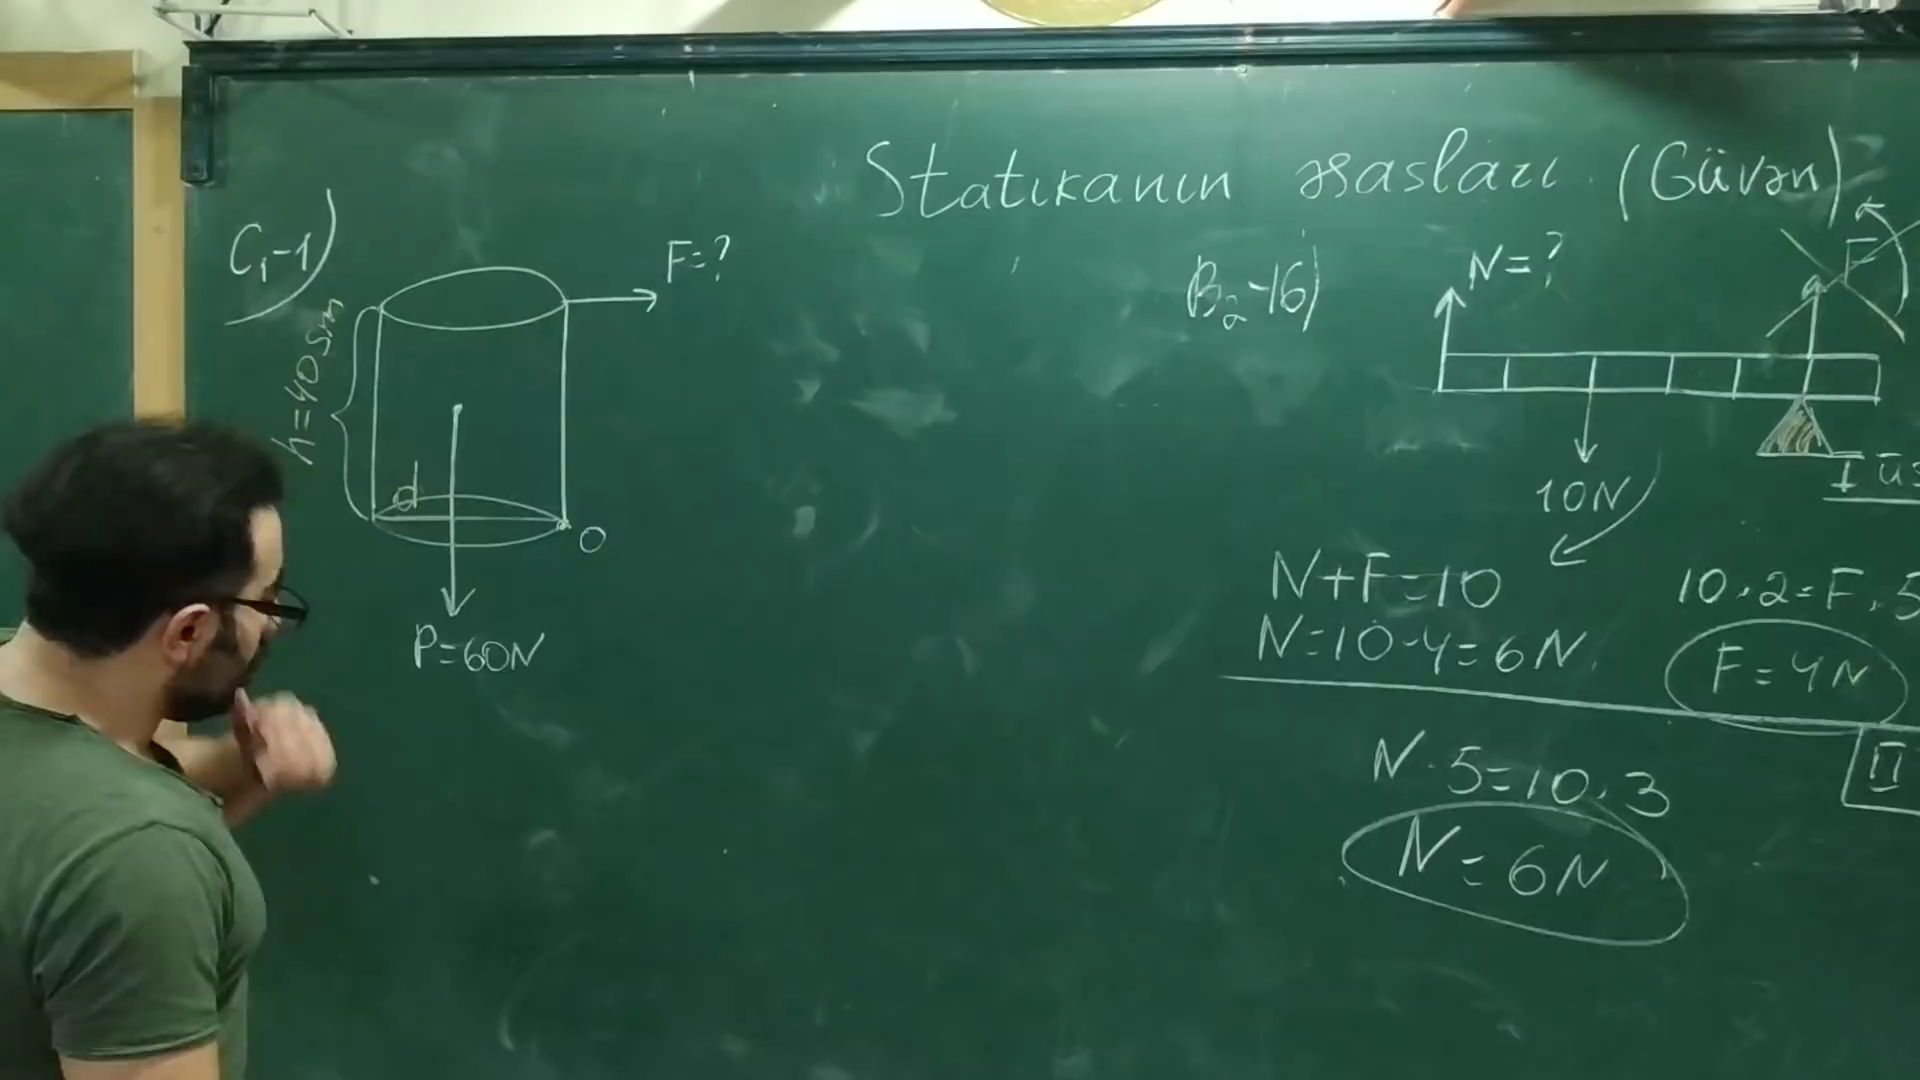 Statikanın əsasları (Güvən)
C₁-1)
F=?
h=40sm
d
O
P=60N
B₂-16)
N=?
F
10N
N+F=10
N=10-4=6N
10·2=F·5
F=4N
N·5=10·3
N=6N
I
II